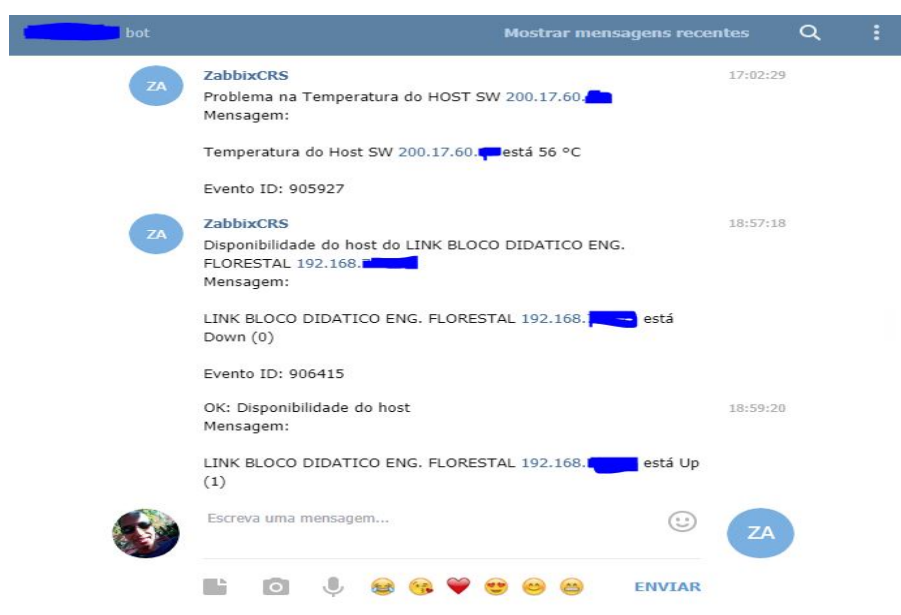 bot
Mostrar mensagens recentes
ZA
ZabbixCRS
17:02:29
Problema na Temperatura do HOST SW 200.17.60.
Mensagem:
Temperatura do Host SW 200.17.60. está 56 ºC
Evento ID: 905927
ZA
ZabbixCRS
18:57:18
Disponibilidade do host do LINK BLOCO DIDATICO ENG.
FLORESTAL 192.168.
Mensagem:
LINK BLOCO DIDATICO ENG. FLORESTAL 192.168. está
Down (0)
Evento ID: 906415
OK: Disponibilidade do host
18:59:20
Mensagem:
LINK BLOCO DIDATICO ENG. FLORESTAL 192.168. está Up
(1)
Escreva uma mensagem...
ZA
ENVIAR